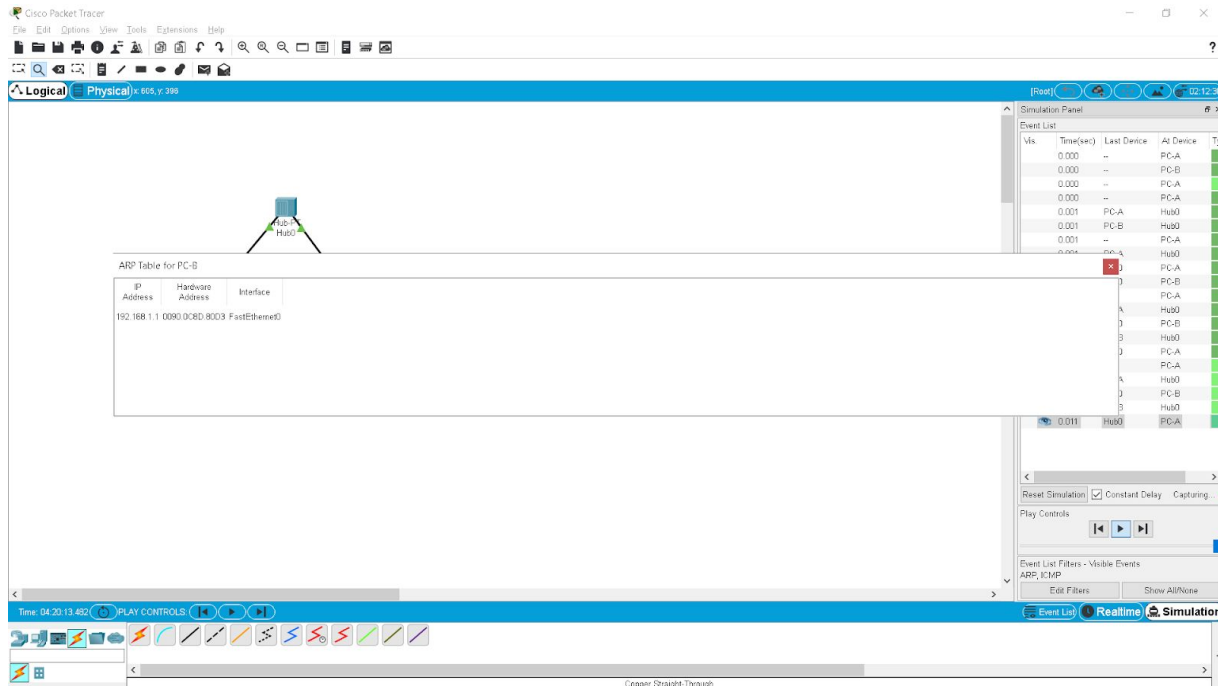 Cisco Packet Tracer
File Edit Options View Tools Extensions Help
?
Logical Physical x: 605, y: 396 [Root] 02:12:3
Simulation Panel
Event List
Vis. Time(sec) Last Device At Device
0.000 -- PC-A
0.000 -- PC-B
0.000 -- PC-A
0.000 -- PC-A
0.001 PC-A Hub0
0.001 PC-B Hub0
0.001 -- PC-A
Hub0
PC-A
PC-B
PC-A
Hub0
PC-B
Hub0
PC-A
PC-A
Hub0
PC-B
Hub0
0.011 Hub0 PC-A
Hub0
ARP Table for PC-B
IP Address Hardware Address Interface
192.168.1.1 0090.0C8D.80D3 FastEthernet0
Reset Simulation Constant Delay Capturing...
Play Controls
Event List Filters - Visible Events
ARP, ICMP
Edit Filters Show All/None
Time: 04:20:13.482 PLAY CONTROLS: Event List Realtime Simulation
Copper Straight-Through